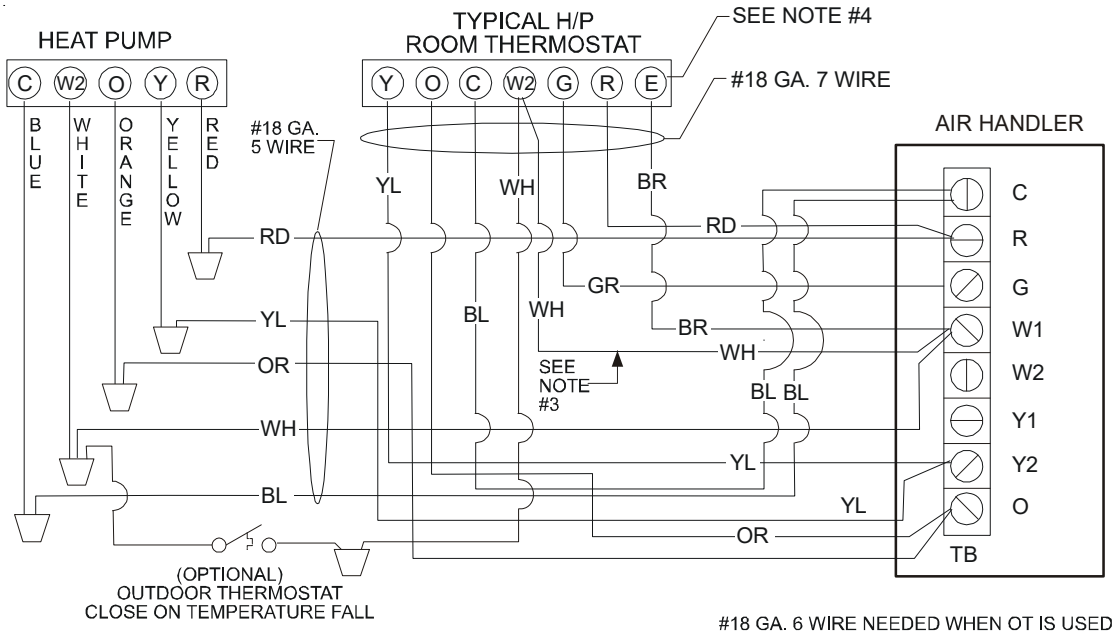 SEE NOTE #4
TYPICAL H/P
ROOM THERMOSTAT
HEAT PUMP
C W2 O Y R
Y O C W2 G R E
#18 GA. 7 WIRE
BLUE
WHITE
ORANGE
YELLOW
RED
#18 GA.
5 WIRE
AIR HANDLER
YL
WH
BR
C
RD
RD
R
GR
G
YL
BL
WH
BR
W1
WH
OR
SEE
NOTE
#3
W2
BL BL
WH
Y1
YL
Y2
BL
YL
O
OR
TB
(OPTIONAL)
OUTDOOR THERMOSTAT
CLOSE ON TEMPERATURE FALL
#18 GA. 6 WIRE NEEDED WHEN OT IS USED